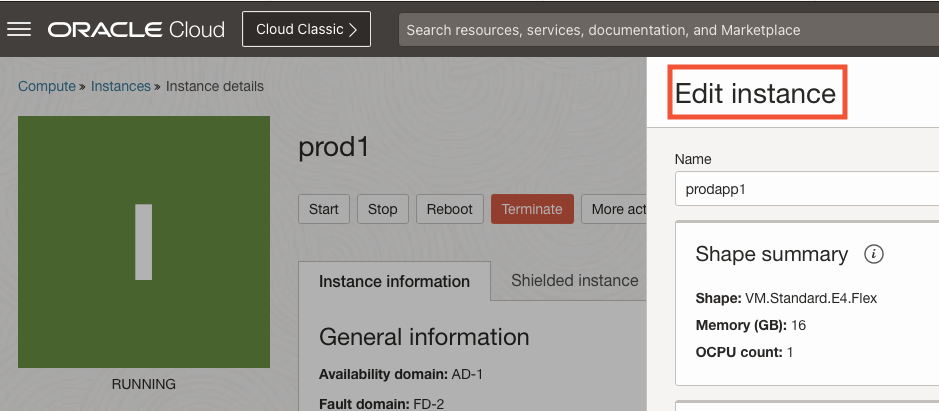 ORACLE Cloud
Cloud Classic
Search resources, services, documentation, and Marketplace
Compute » Instances » Instance details
I
RUNNING
prod1
Start Stop Reboot Terminate More act
Instance information Shielded instance
General information
Availability domain: AD-1
Fault domain: FD-2
Edit instance
Name
prodapp1
Shape summary i
Shape: VM.Standard.E4.Flex
Memory (GB): 16
OCPU count: 1